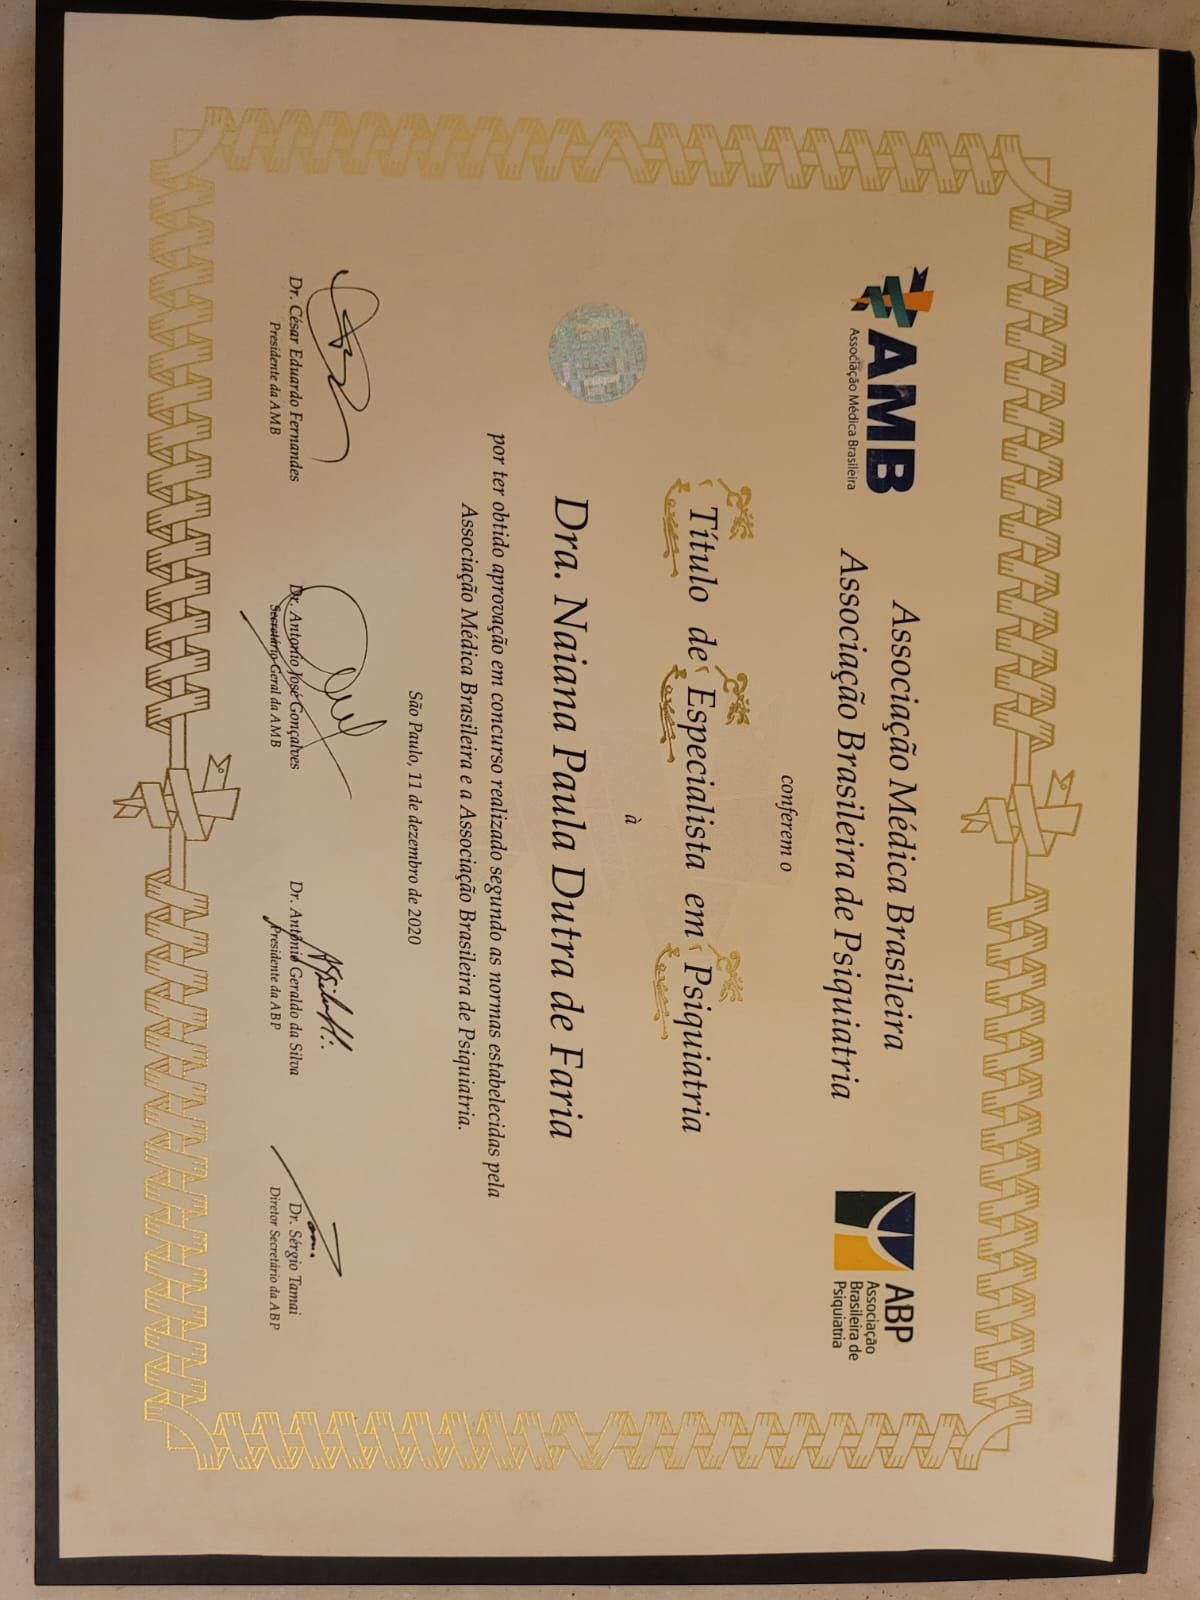 AMB
Associação Médica Brasileira
Associação Médica Brasileira
Associação Brasileira de Psiquiatria
ABP
Associação
Brasileira de
Psiquiatria
conferem o
Título de Especialista em Psiquiatria
à
Dra. Naiana Paula Dutra de Faria
por ter obtido aprovação em concurso realizado segundo as normas estabelecidas pela
Associação Médica Brasileira e a Associação Brasileira de Psiquiatria.
São Paulo, 11 de dezembro de 2020
Dr. César Eduardo Fernandes
Presidente da AMB
Dr. Antonio José Gonçalves
Secretário Geral da AMB
Dr. Antônio Geraldo da Silva
Presidente da ABP
Dr. Sérgio Tamai
Diretor Secretário da ABP